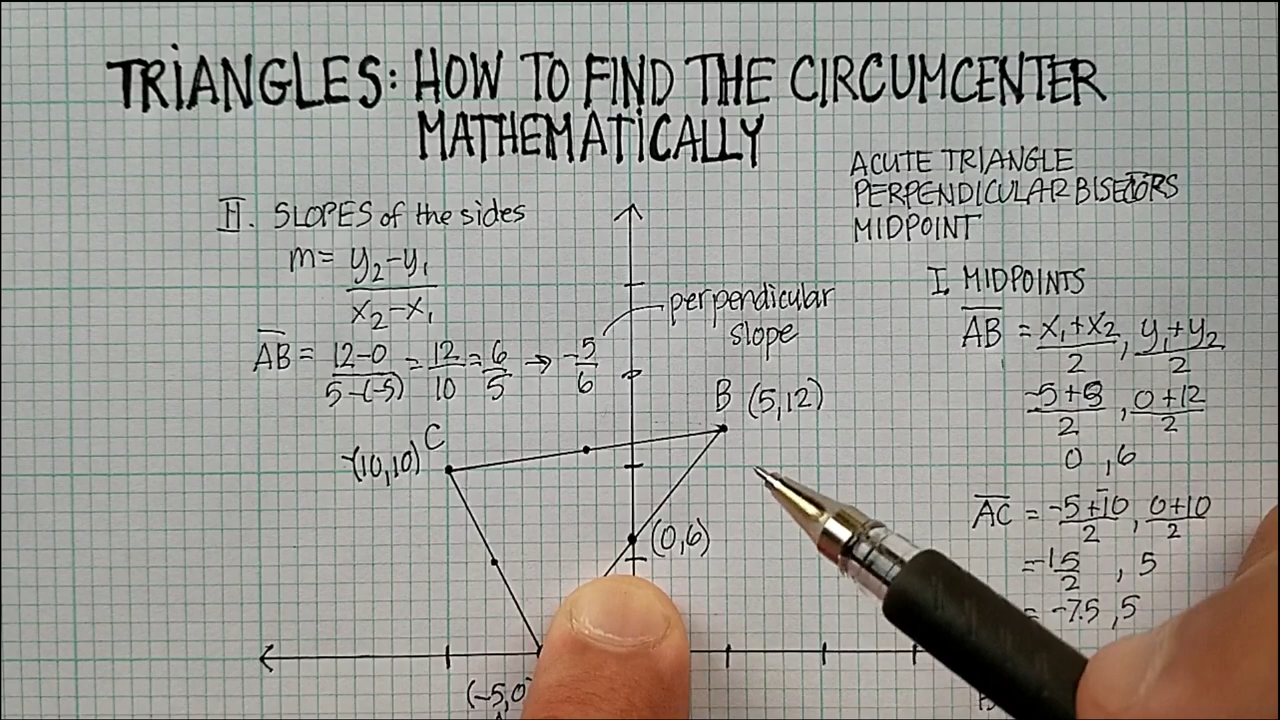 TRIANGLES: HOW TO FIND THE CIRCUMCENTER
MATHEMATICALLY
ACUTE TRIANGLE
PERPENDICULAR BISECTORS
MIDPOINT
II. SLOPES of the sides
m= y₂-y₁
x₂-x₁
AB = 12-0 = 12 = 6 → -5
5-(-5) 10 5 6
perpendicular
slope
I. MIDPOINTS
AB = x₁+x₂, y₁+y₂
2 2
-5+5, 0+12
2 2
0 , 6
AC = -5+-10, 0+10
2 2
= -15 , 5
2
= -7.5, 5
B (5,12)
C
(-10,10)
(0,6)
(-5,0